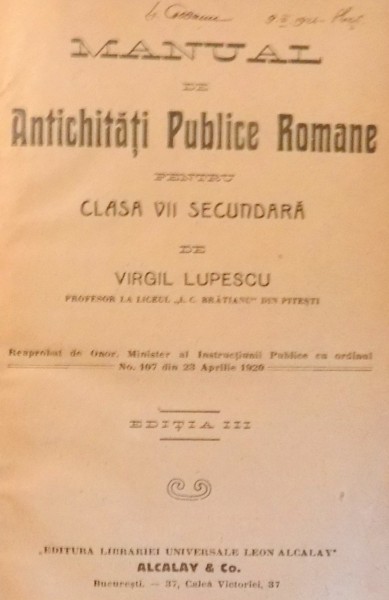 MANUAL
DE
Antichități Publice Romane
PENTRU
CLASA VII SECUNDARĂ
DE
VIRGIL LUPESCU
PROFESOR LA LICEUL „I. C. BRĂTIANU" DIN PITEȘTI
Reaprobat de Onor. Minister al Instrucțiunii Publice cu ordinul
No. 107 din 23 Aprilie 1920
EDIȚIA III
„EDITURA LIBRARIEI UNIVERSALE LEON ALCALAY"
ALCALAY & Co.
București. — 37, Calea Victoriei, 37